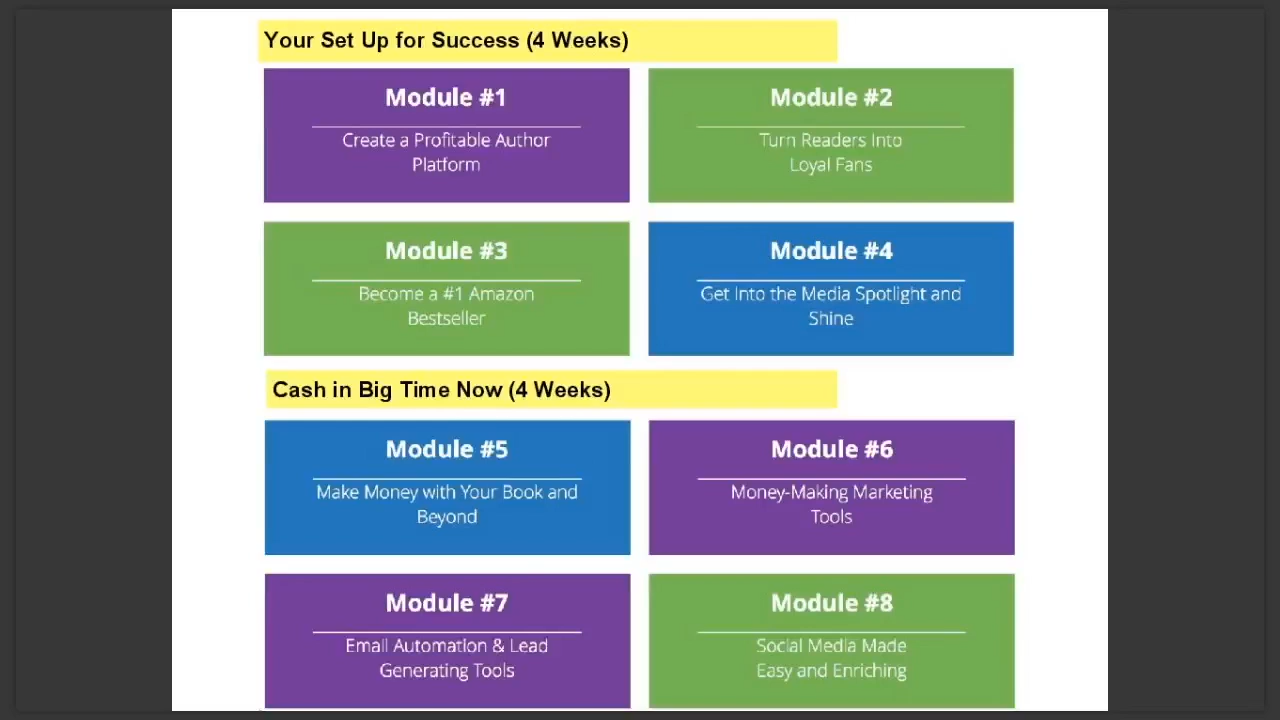 Your Set Up for Success (4 Weeks)
Module #1
Create a Profitable Author
Platform
Module #2
Turn Readers Into
Loyal Fans
Module #3
Become a #1 Amazon
Bestseller
Module #4
Get Into the Media Spotlight and
Shine
Cash in Big Time Now (4 Weeks)
Module #5
Make Money with Your Book and
Beyond
Module #6
Money-Making Marketing
Tools
Module #7
Email Automation & Lead
Generating Tools
Module #8
Social Media Made
Easy and Enriching